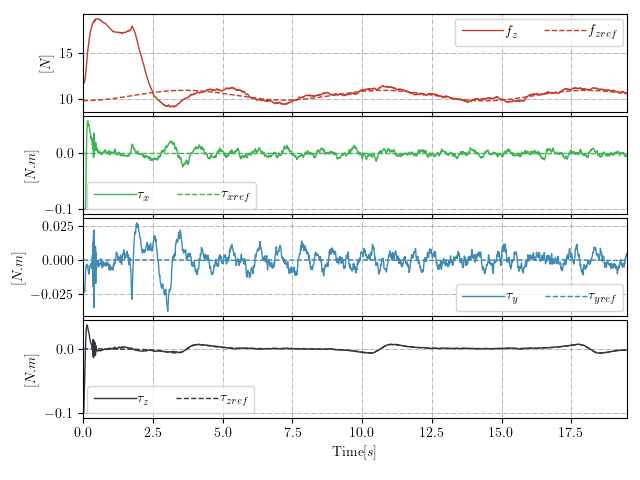 [N]
15
10
f_z f_zref
[N.m]
0.0
−0.1
τ_x τ_xref
[N.m]
0.025
0.000
−0.025
τ_y τ_yref
[N.m]
0.0
−0.1
τ_z τ_zref
0.0 2.5 5.0 7.5 10.0 12.5 15.0 17.5
Time[s]